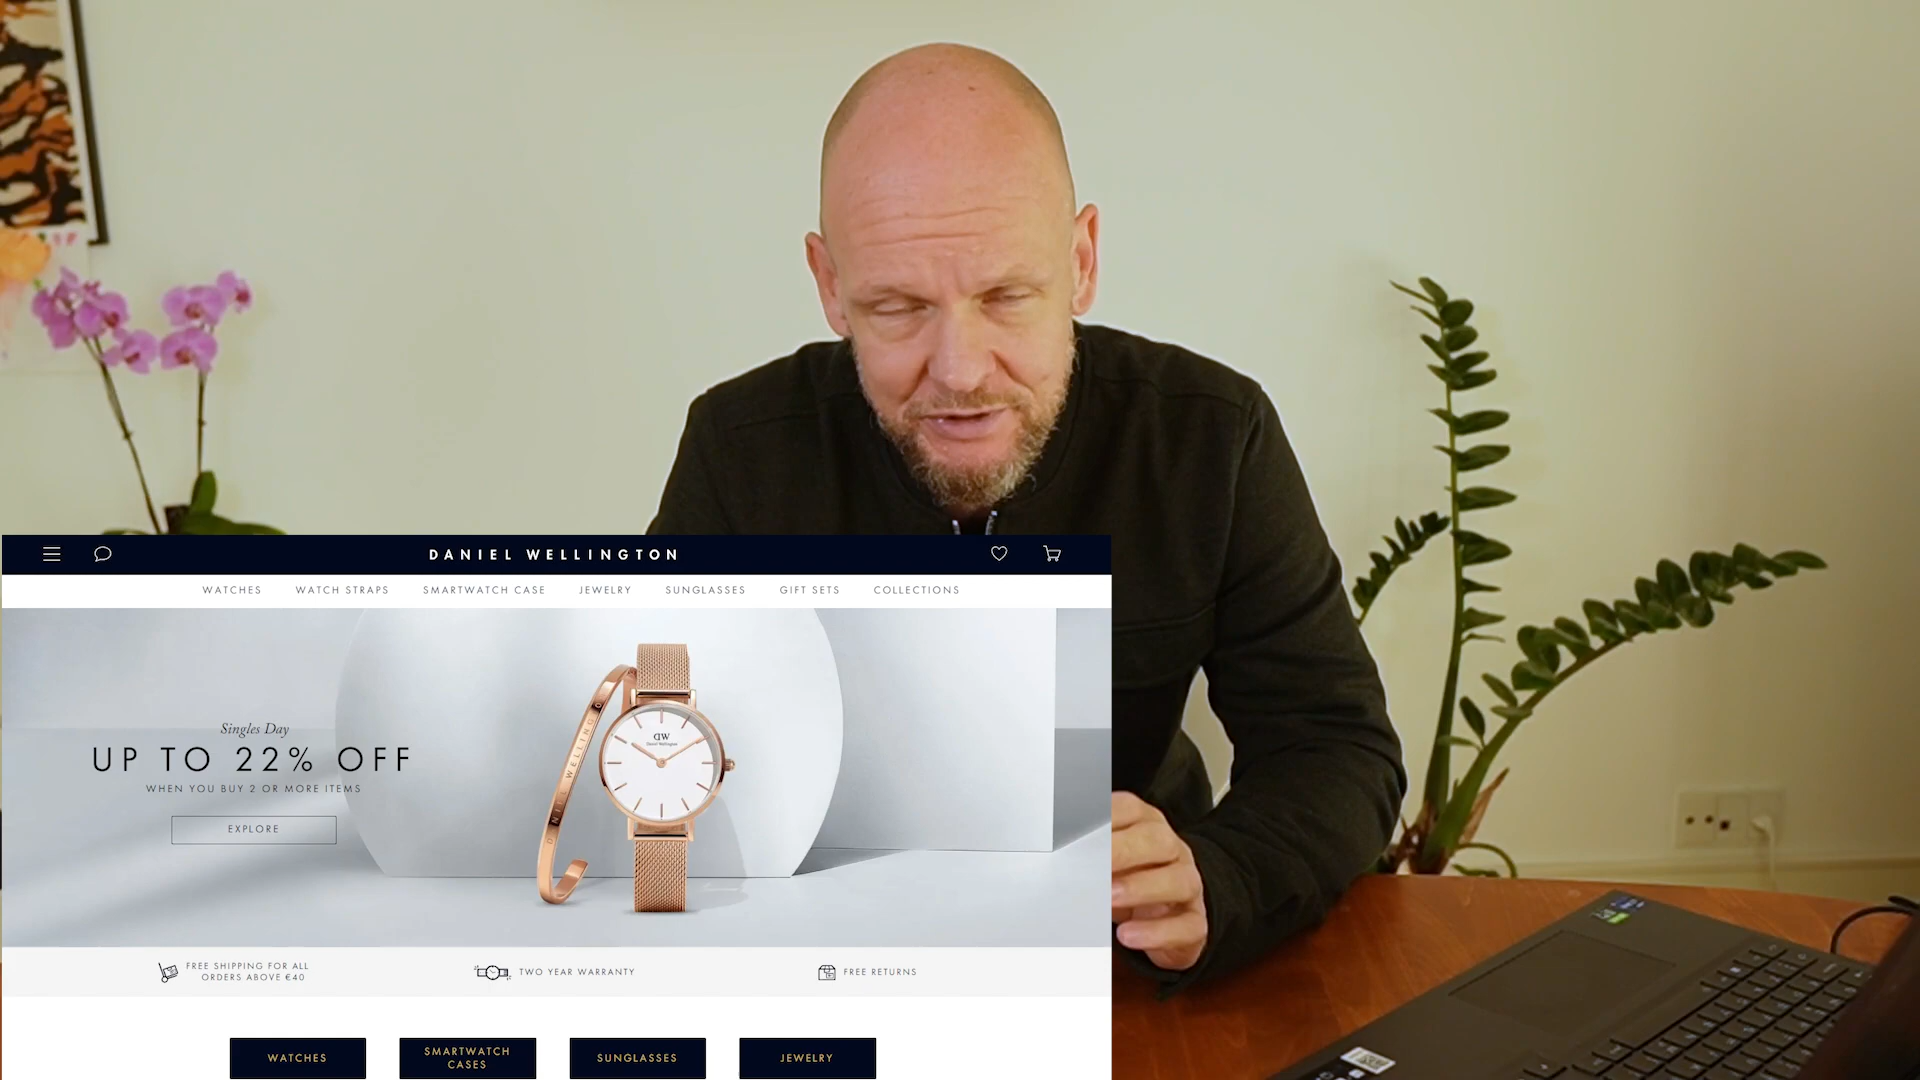 DANIEL WELLINGTON
WATCHES WATCH STRAPS SMARTWATCH CASE JEWELRY SUNGLASSES GIFT SETS COLLECTIONS
Singles Day
UP TO 22% OFF
WHEN YOU BUY 2 OR MORE ITEMS
EXPLORE
DW
Daniel Wellington
FREE SHIPPING FOR ALL
ORDERS ABOVE €40
TWO YEAR WARRANTY
FREE RETURNS
WATCHES
SMARTWATCH
CASES
SUNGLASSES
JEWELRY